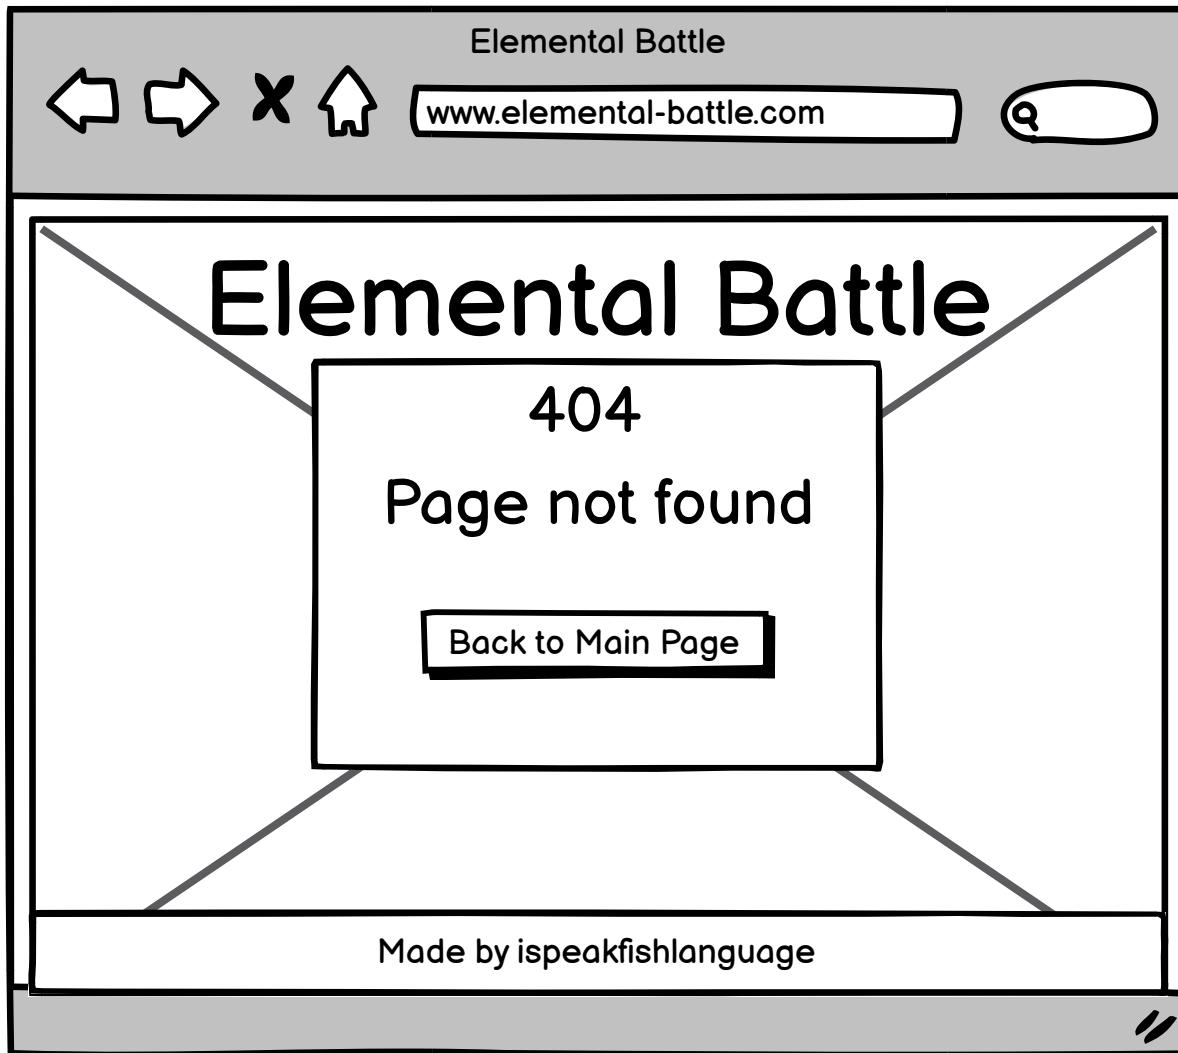 Elemental Battle
www.elemental-battle.com
Elemental Battle
404
Page not found
Back to Main Page
Made by ispeakfishlanguage